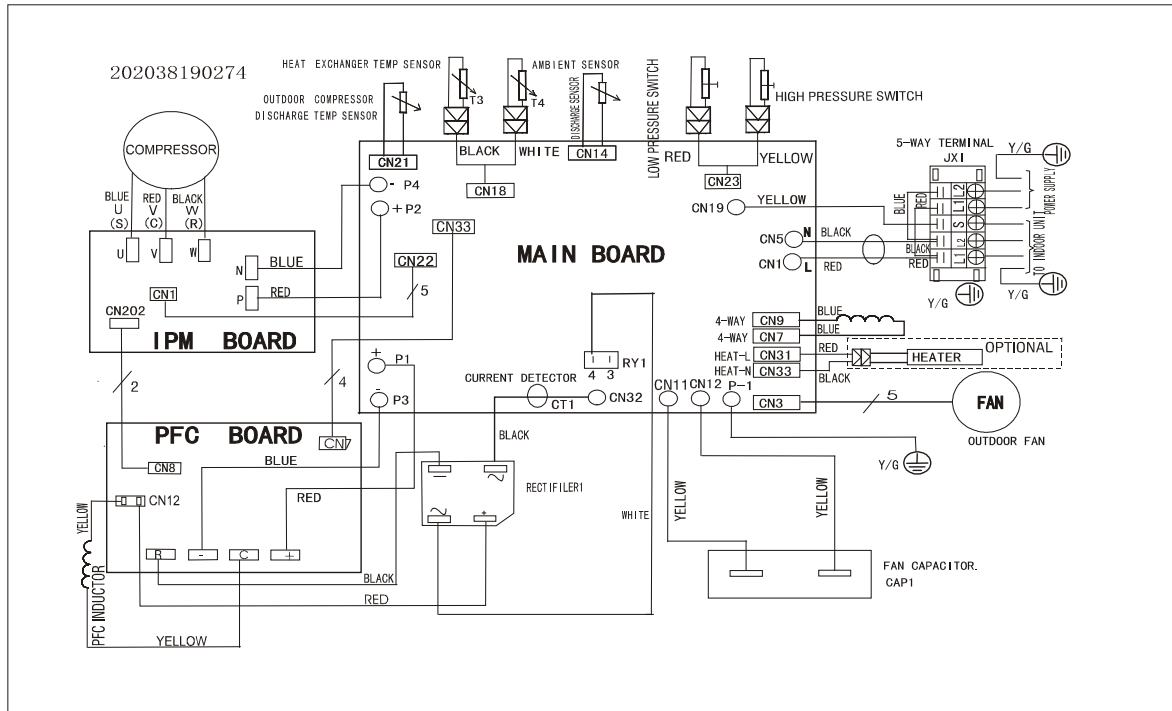 202038190274
HEAT EXCHANGER TEMP SENSOR
T3
T4
AMBIENT SENSOR
OUTDOOR COMPRESSOR
DISCHARGE TEMP SENSOR
DISCHARGE SENSOR
LOW PRESSURE SWITCH
HIGH PRESSURE SWITCH
CN21
BLACK
WHITE
CN14
RED
YELLOW
CN18
CN23
5-WAY TERMINAL
JX1
Y/G
COMPRESSOR
BLUE
U
(S)
RED
V
(C)
BLACK
W
(R)
- P4
+ P2
CN33
CN19
YELLOW
MAIN BOARD
CN5
N
BLACK
CN1
L
RED
BLUE
RED
BLACK
RED
L2
L1
S
L2
L1
POWER SUPPLY
TO INDOOR UNIT
Y/G
Y/G
U
V
W
N
BLUE
P
RED
CN1
CN202
CN22
5
IPM BOARD
4-WAY
CN9
BLUE
4-WAY
CN7
BLUE
HEAT-L
CN31
RED
HEAT-N
CN33
BLACK
HEATER
OPTIONAL
2
4
+
P1
-
P3
4 3
RY1
CURRENT DETECTOR
CT1
CN32
CN11
CN12
P-1
CN3
5
FAN
OUTDOOR FAN
BLACK
Y/G
PFC BOARD
CN7
CN8
BLUE
CN12
RED
RECTIFILER1
+
YELLOW
R
-
C
+
BLACK
RED
YELLOW
PFC INDUCTOR
WHITE
YELLOW
YELLOW
FAN CAPACITOR.
CAP1